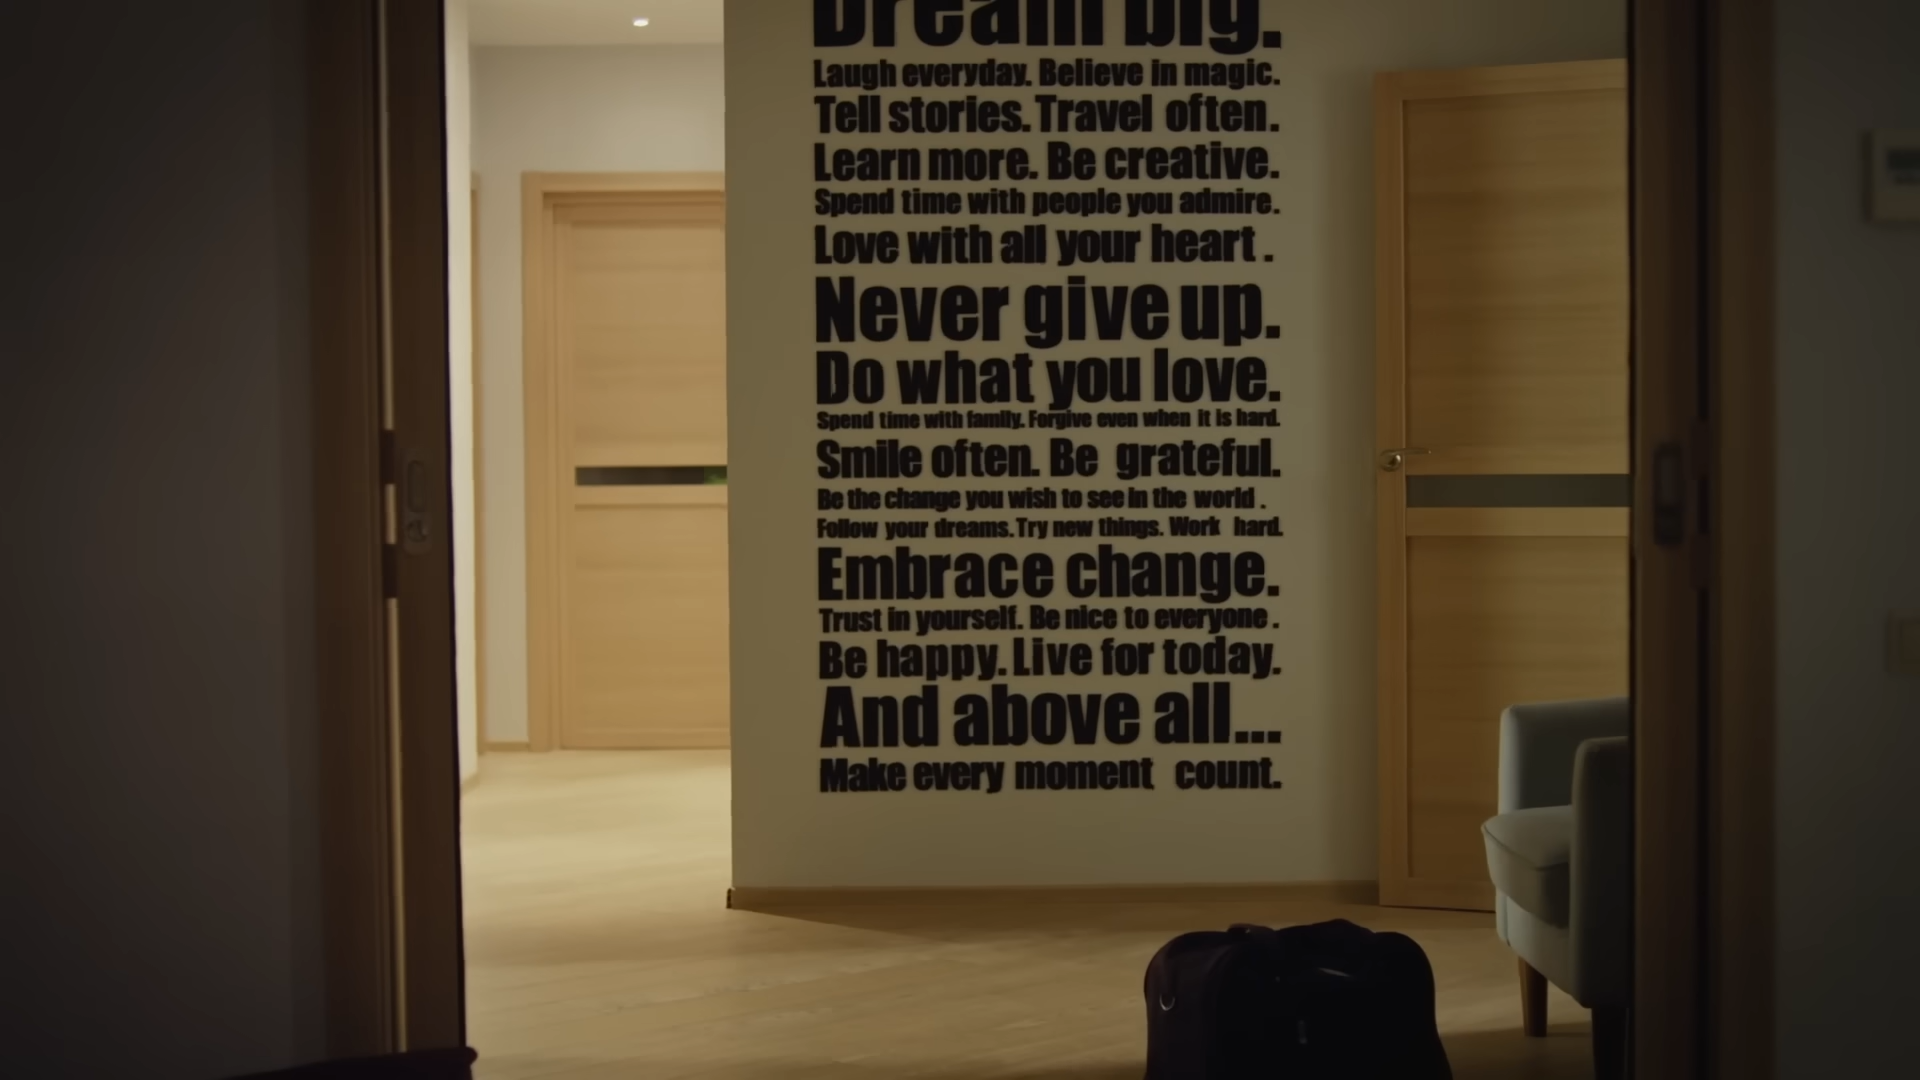 Dream big.
Laugh everyday. Believe in magic.
Tell stories. Travel often.
Learn more. Be creative.
Spend time with people you admire.
Love with all your heart.
Never give up.
Do what you love.
Spend time with family. Forgive even when it is hard.
Smile often. Be grateful.
Be the change you wish to see in the world.
Follow your dreams. Try new things. Work hard.
Embrace change.
Trust in yourself. Be nice to everyone.
Be happy. Live for today.
And above all...
Make every moment count.